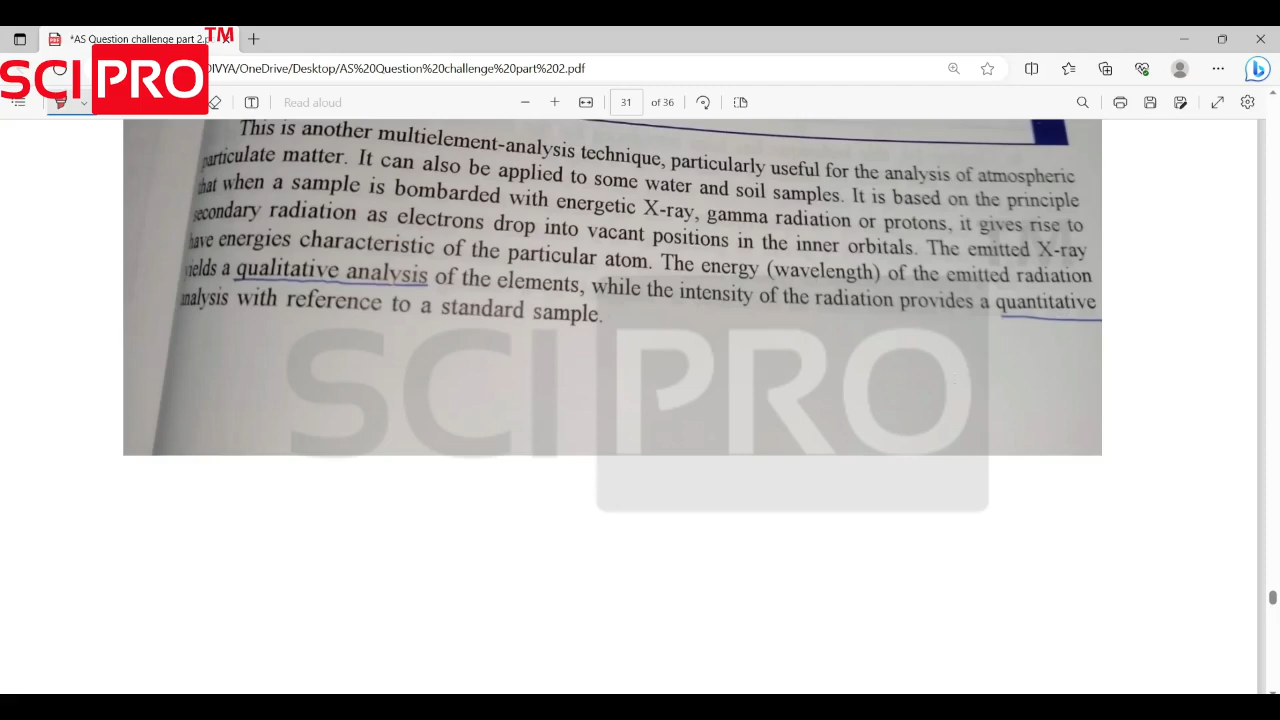 TM
*AS Question challenge part 2.p
SCI PRO
DIVYA/OneDrive/Desktop/AS%20Question%20challenge%20part%202.pdf
Read aloud
31
of 36
This is another multielement-analysis technique, particularly useful for the analysis of atmospheric
particulate matter. It can also be applied to some water and soil samples. It is based on the principle
that when a sample is bombarded with energetic X-ray, gamma radiation or protons, it gives rise to
secondary radiation as electrons drop into vacant positions in the inner orbitals. The emitted X-ray
have energies characteristic of the particular atom. The energy (wavelength) of the emitted radiation
yields a qualitative analysis of the elements, while the intensity of the radiation provides a quantitative
analysis with reference to a standard sample.
TM
SCI PRO